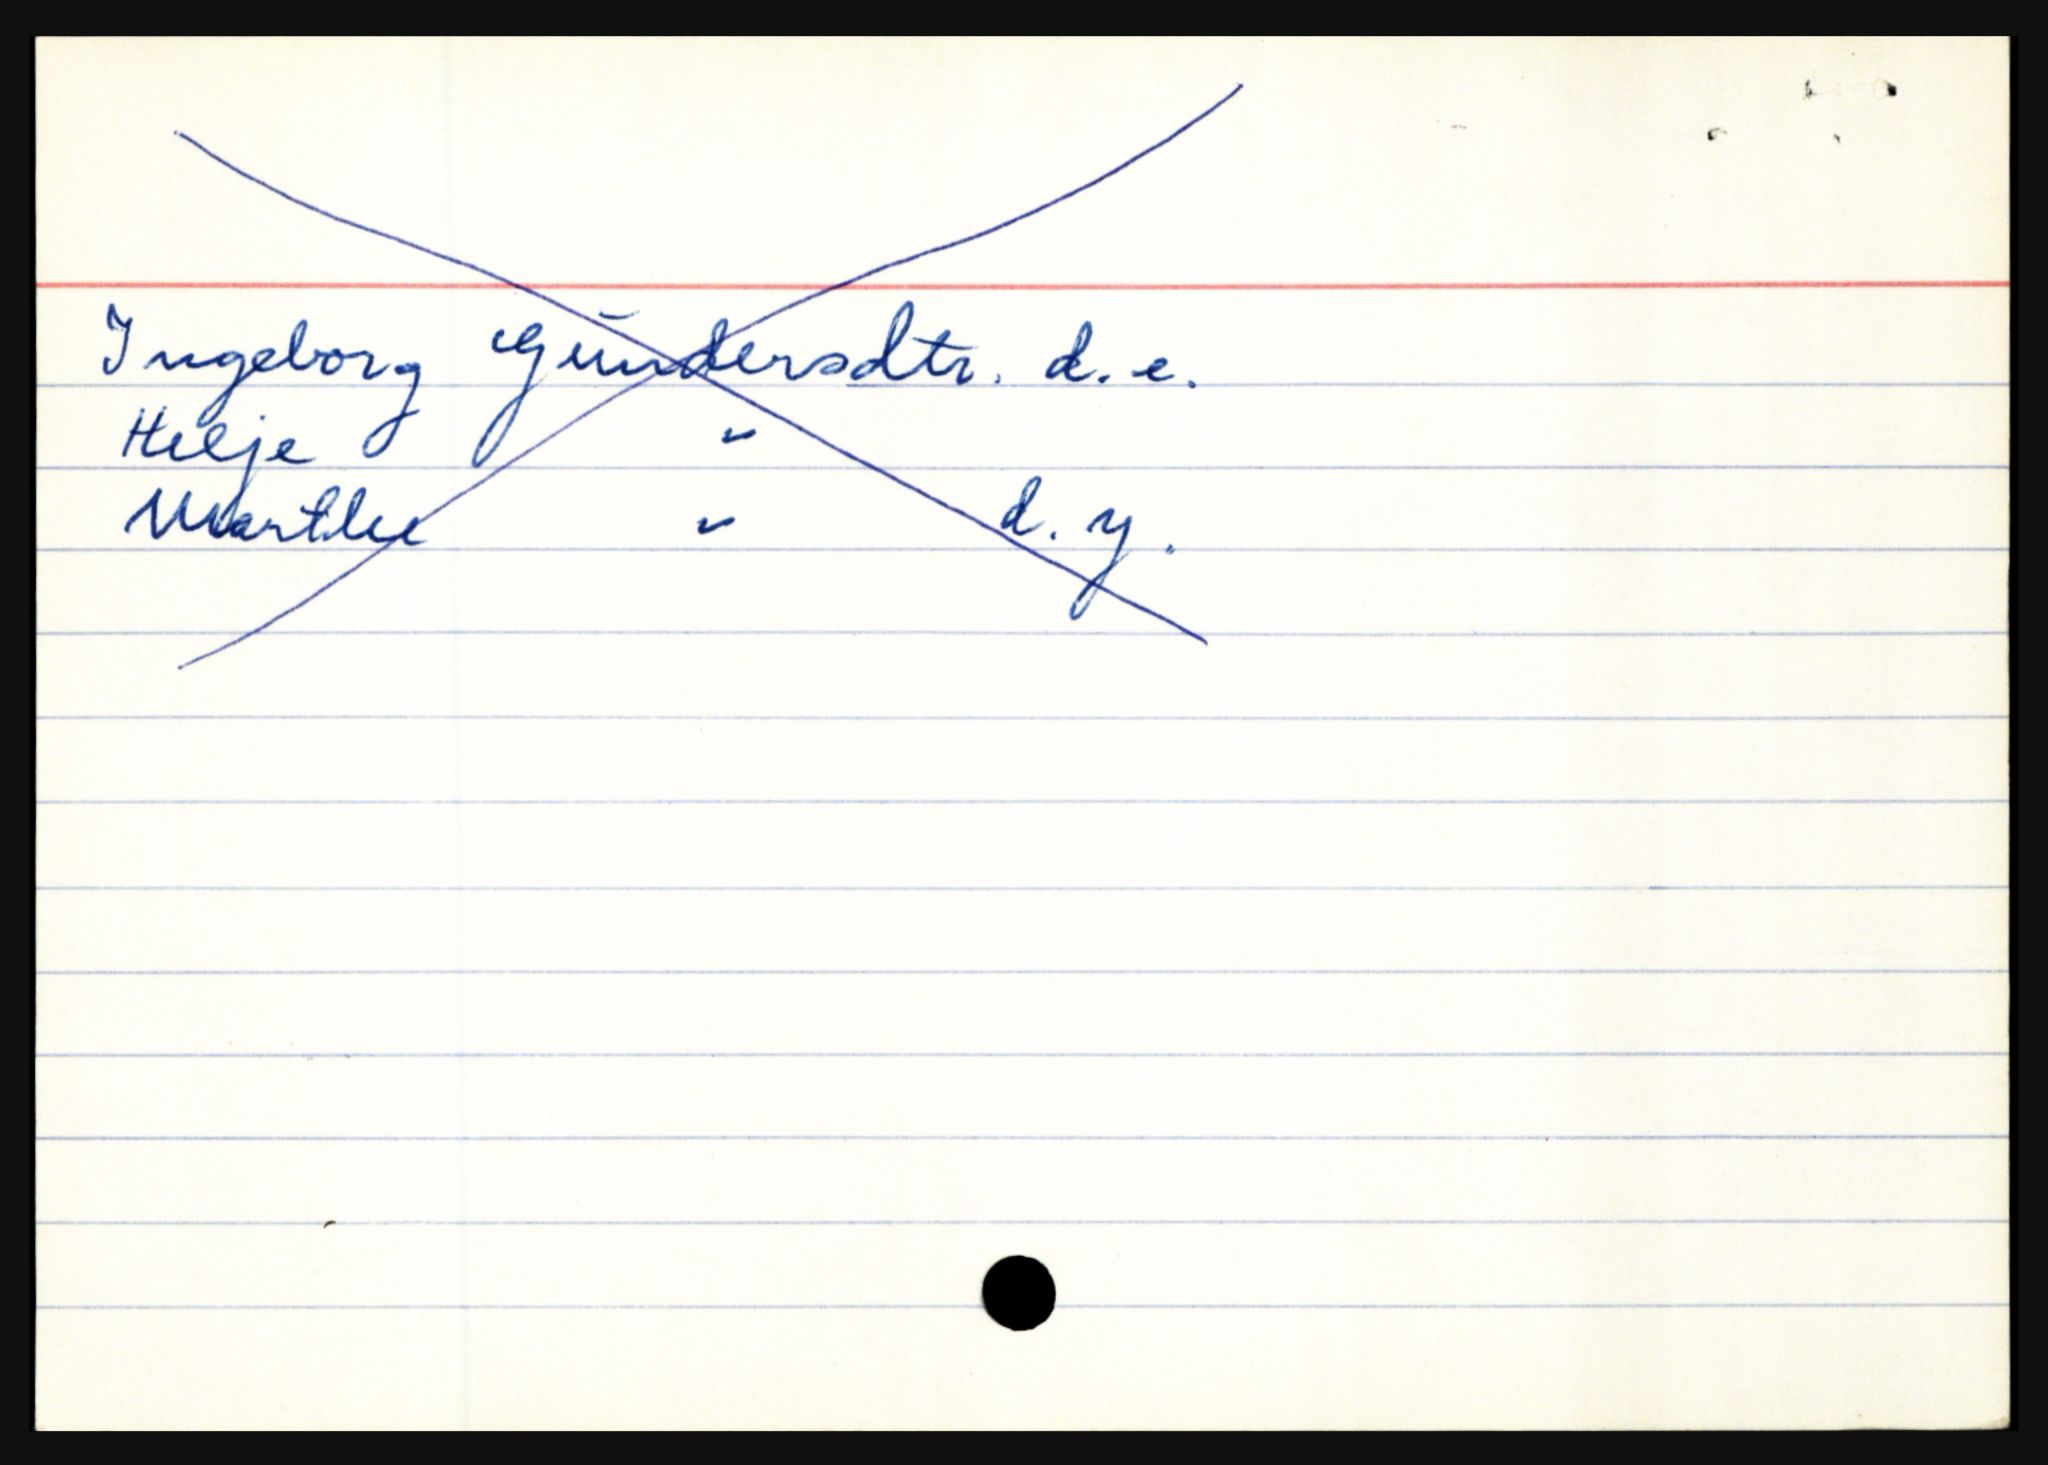 Ingeborg Gundersdtr. d.e.
Helje "
Marthe " d.y.